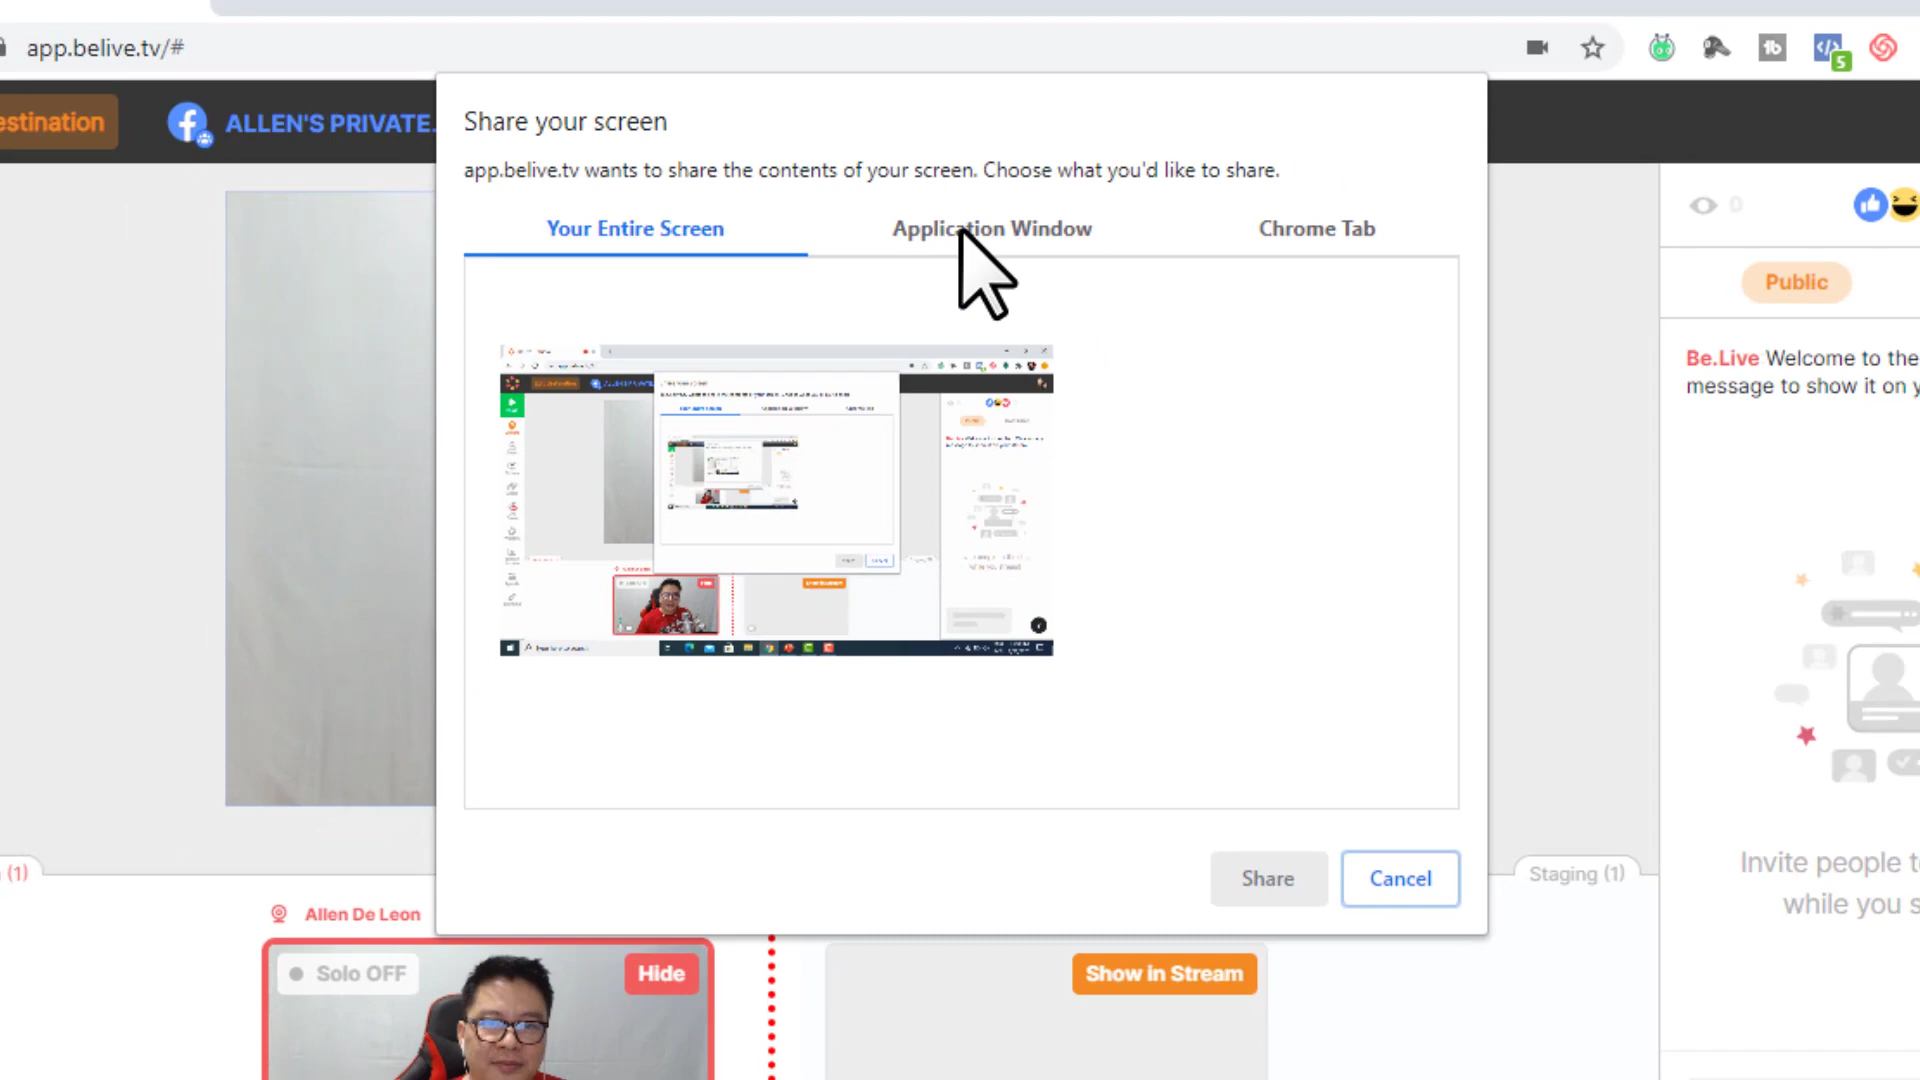 app.belive.tv/#
5
estination
ALLEN'S PRIVATE.
Share your screen
app.belive.tv wants to share the contents of your screen. Choose what you'd like to share.
Your Entire Screen
Application Window
Chrome Tab
0
Public
Be.Live Welcome to the
message to show it on y
Share
Cancel
(1)
Staging (1)
Invite people t
while you s
Allen De Leon
Solo OFF
Hide
Show in Stream